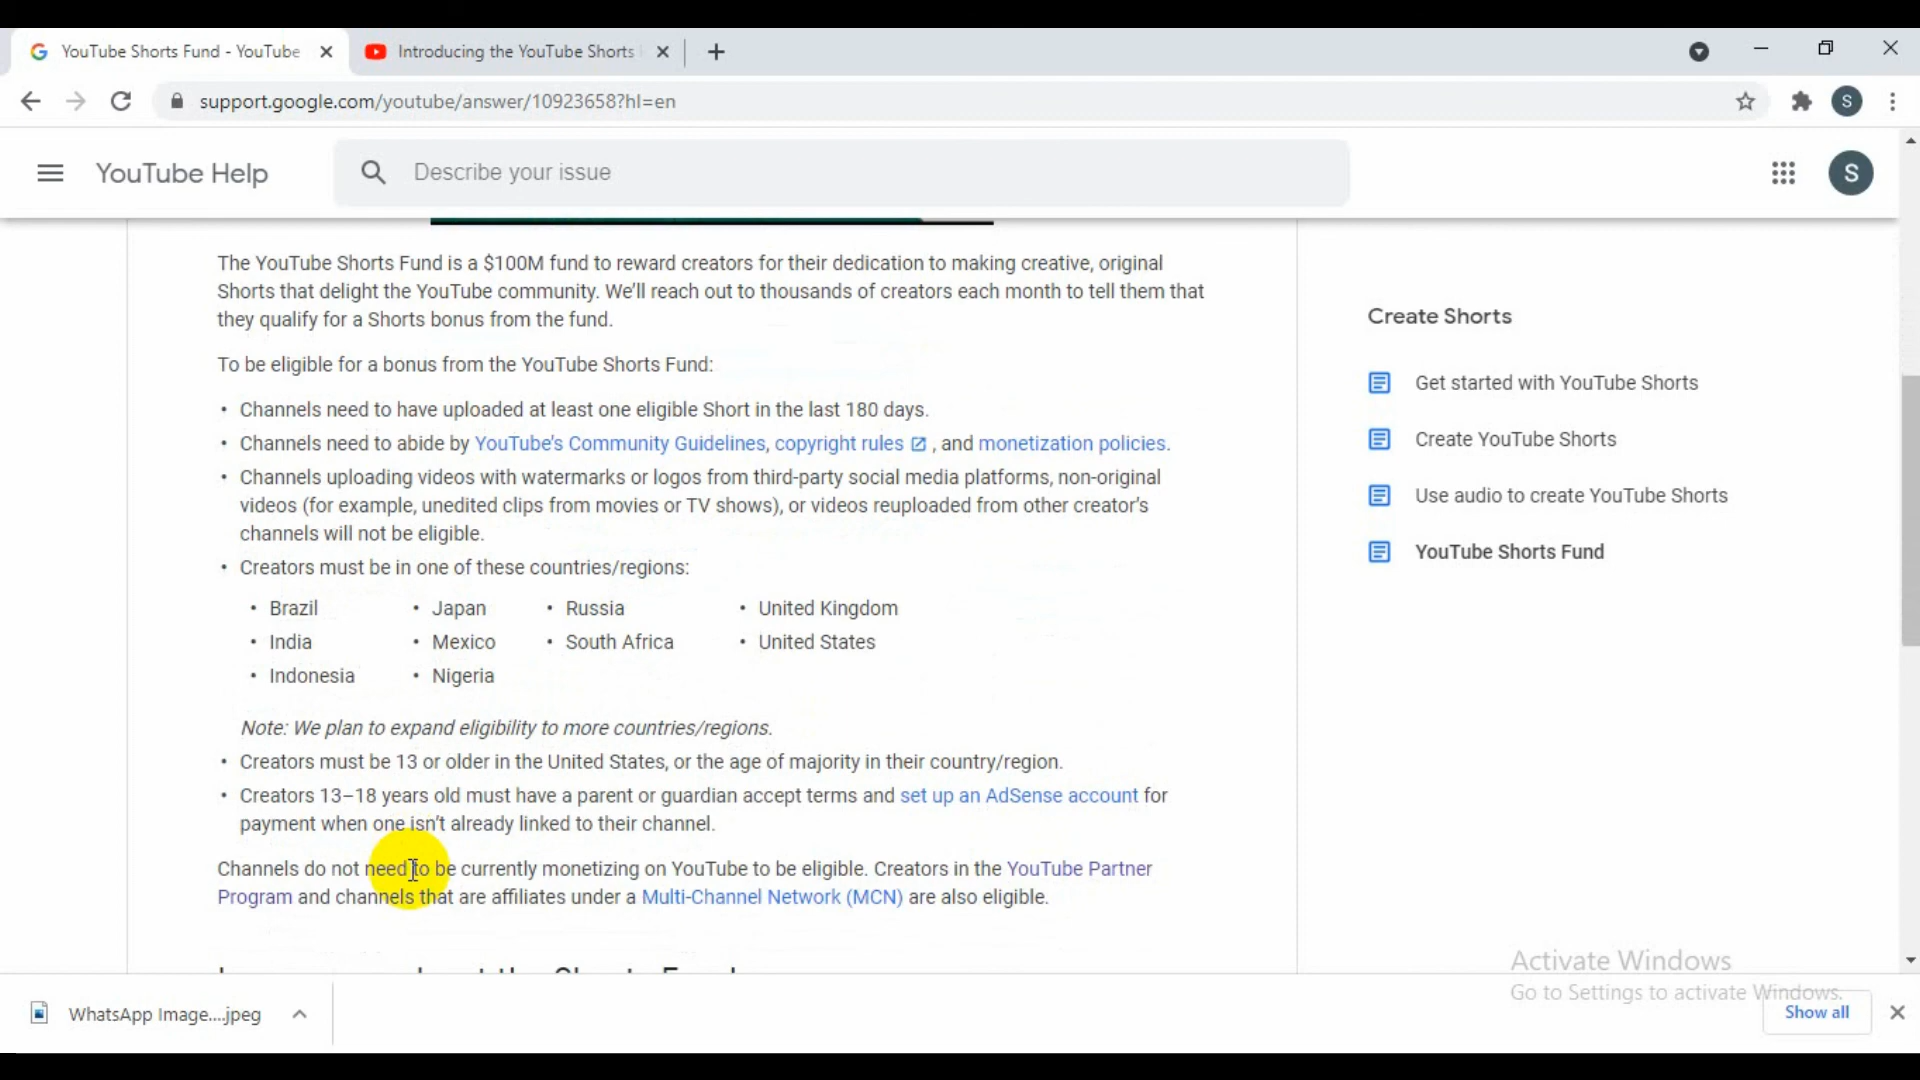 YouTube Shorts Fund - YouTube
Introducing the YouTube Shorts
support.google.com/youtube/answer/10923658?hl=en
S
YouTube Help
Describe your issue
S
The YouTube Shorts Fund is a $100M fund to reward creators for their dedication to making creative, original
Shorts that delight the YouTube community. We'll reach out to thousands of creators each month to tell them that
they qualify for a Shorts bonus from the fund.
To be eligible for a bonus from the YouTube Shorts Fund:
• Channels need to have uploaded at least one eligible Short in the last 180 days.
• Channels need to abide by YouTube's Community Guidelines, copyright rules , and monetization policies.
• Channels uploading videos with watermarks or logos from third-party social media platforms, non-original
videos (for example, unedited clips from movies or TV shows), or videos reuploaded from other creator's
channels will not be eligible.
• Creators must be in one of these countries/regions:
• Brazil • Japan • Russia • United Kingdom
• India • Mexico • South Africa • United States
• Indonesia • Nigeria
Note: We plan to expand eligibility to more countries/regions.
• Creators must be 13 or older in the United States, or the age of majority in their country/region.
• Creators 13–18 years old must have a parent or guardian accept terms and set up an AdSense account for
payment when one isn't already linked to their channel.
Channels do not need to be currently monetizing on YouTube to be eligible. Creators in the YouTube Partner
Program and channels that are affiliates under a Multi-Channel Network (MCN) are also eligible.
Create Shorts
Get started with YouTube Shorts
Create YouTube Shorts
Use audio to create YouTube Shorts
YouTube Shorts Fund
Activate Windows
Go to Settings to activate Windows.
WhatsApp Image....jpeg
Show all